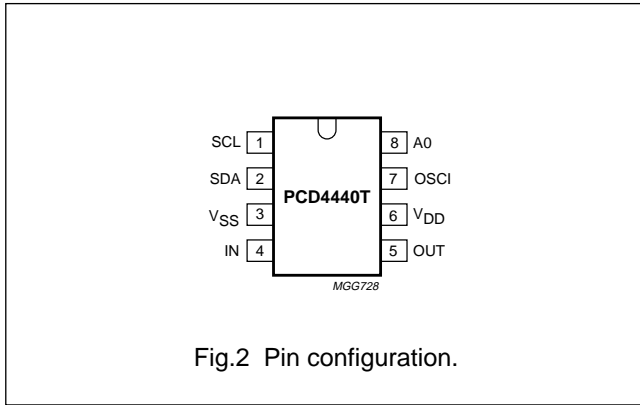 SCL 1 8 A0
SDA 2 7 OSCI
PCD4440T
VSS 3 6 VDD
IN 4 5 OUT
MGG728
Fig.2 Pin configuration.